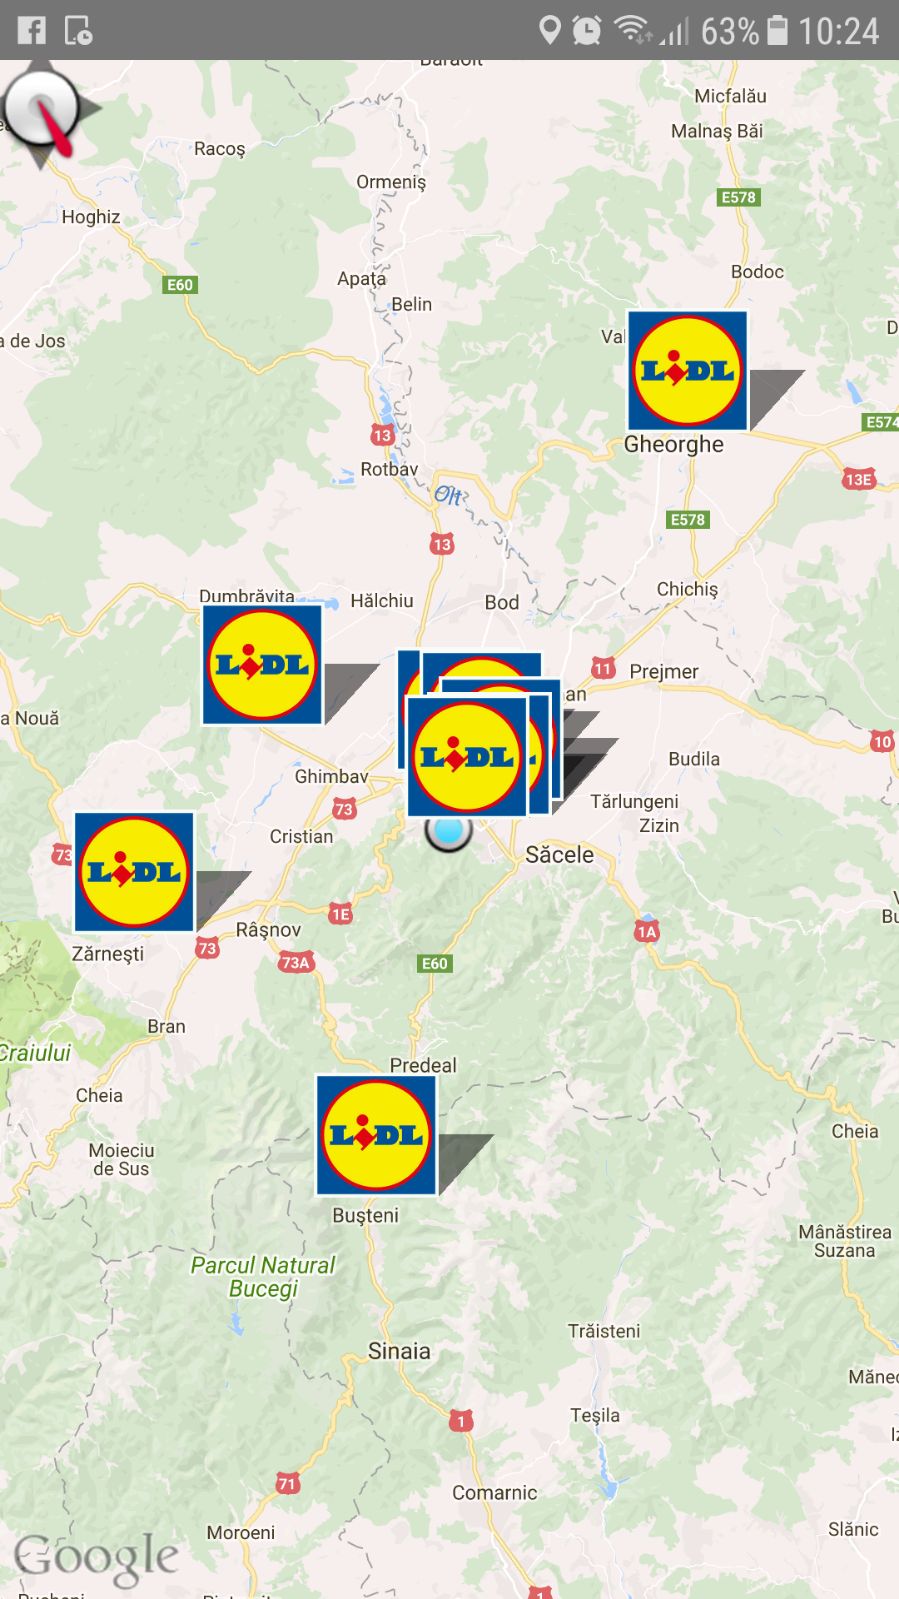 63% 10:24
Baraolt
Micfalău
Malnaş Băi
Racoş
Ormeniş
E578
Hoghiz
Bodoc
Apaţa
E60
Belin
a de Jos
Val
LIDL
E574
13
Gheorghe
Rotbav
13E
Olt
E578
13
Chichiş
Dumbrăvita
Hălchiu
Bod
LIDL
11
Prejmer
an
a Nouă
10
LIDL
Budila
Ghimbav
73
Tărlungeni
Zizin
Cristian
73
Săcele
LIDL
1E
Râşnov
1A
Zărneşti
73
73A
E60
Bran
Craiului
Predeal
Cheia
LIDL
Cheia
Moieciu
de Sus
Buşteni
Mânăstirea
Suzana
Parcul Natural
Bucegi
Trăisteni
Sinaia
Mănec
Teşila
1
71
Comarnic
Moroeni
Slănic
Google
1